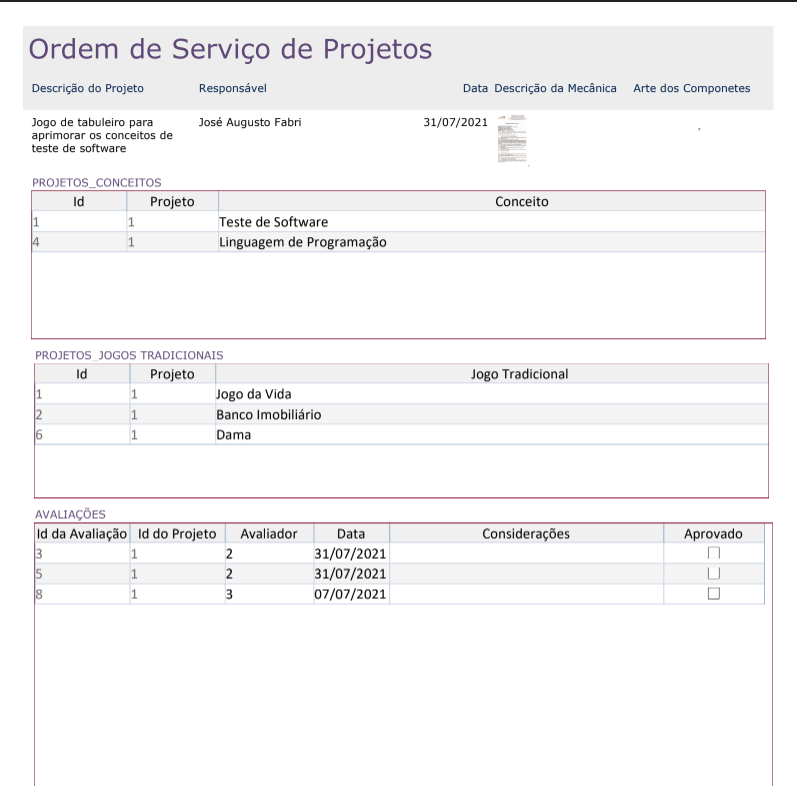 Ordem de Serviço de Projetos
Descrição do Projeto Responsável Data Descrição da Mecânica Arte dos Componetes
Jogo de tabuleiro para José Augusto Fabri 31/07/2021
aprimorar os conceitos de
teste de software
PROJETOS_CONCEITOS
Id Projeto Conceito
1 1 Teste de Software
4 1 Linguagem de Programação
PROJETOS_JOGOS TRADICIONAIS
Id Projeto Jogo Tradicional
1 1 Jogo da Vida
2 1 Banco Imobiliário
6 1 Dama
AVALIAÇÕES
Id da Avaliação Id do Projeto Avaliador Data Considerações Aprovado
3 1 2 31/07/2021
5 1 2 31/07/2021
8 1 3 07/07/2021